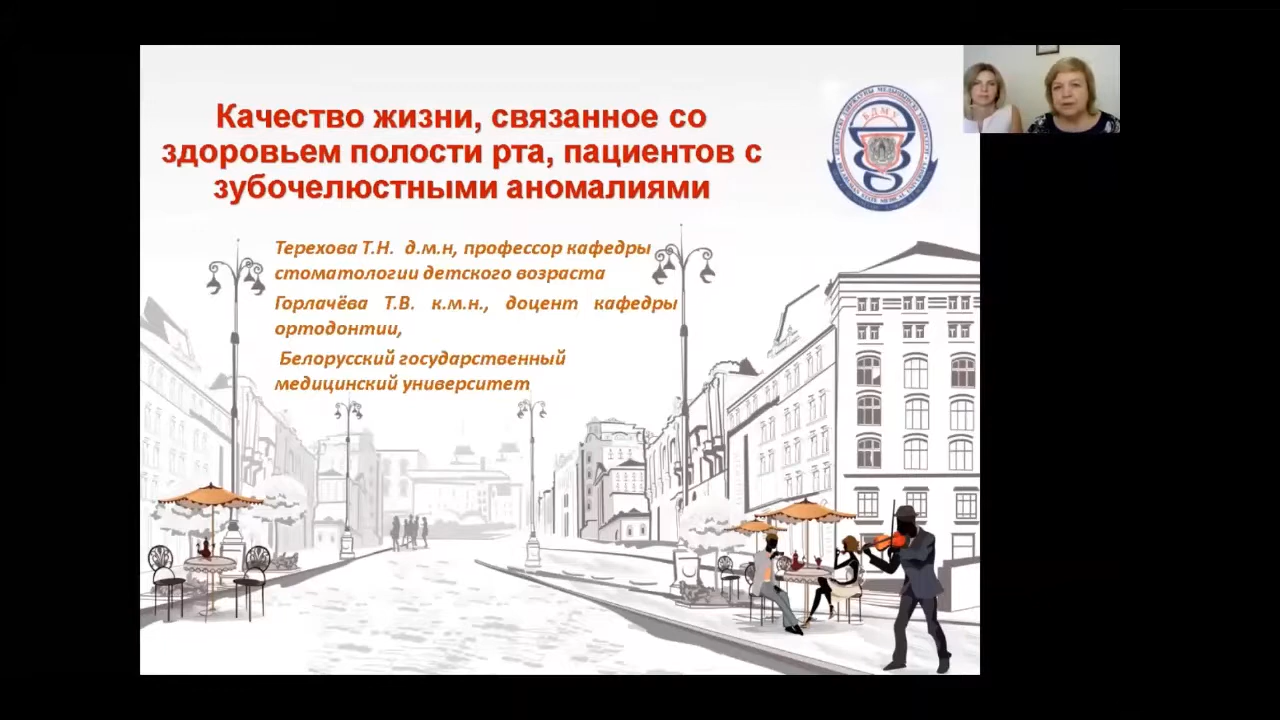 Качество жизни, связанное со
здоровьем полости рта, пациентов с
зубочелюстными аномалиями
БДМУ
Терехова Т.Н. д.м.н, профессор кафедры
стоматологии детского возраста
Горлачёва Т.В. к.м.н., доцент кафедры
ортодонтии,
Белорусский государственный
медицинский университет